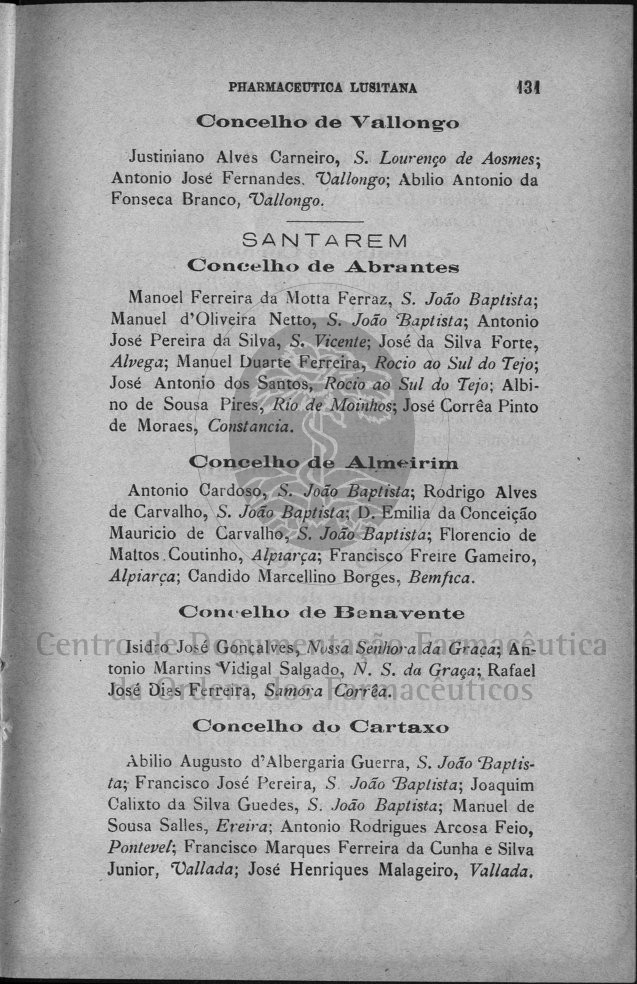 PHARMACEUTICA LUSITANA 131
Concelho de Vallongo
Justiniano Alves Carneiro, S. Lourenço de Aosmes;
Antonio José Fernandes, Vallongo; Abilio Antonio da
Fonseca Branco, Vallongo.
SANTAREM
Concelho de Abrantes
Manoel Ferreira da Motta Ferraz, S. João Baptista;
Manuel d'Oliveira Netto, S. João Baptista; Antonio
José Pereira da Silva, S. Vicente; José da Silva Forte,
Alvega; Manuel Duarte Ferreira, Rocio ao Sul do Tejo;
José Antonio dos Santos, Rocio ao Sul do Tejo; Albi-
no de Sousa Pires, Rio de Moinhos; José Corrêa Pinto
de Moraes, Constancia.
Concelho de Almeirim
Antonio Cardoso, S. João Baptista; Rodrigo Alves
de Carvalho, S. João Baptista; D. Emilia da Conceição
Mauricio de Carvalho, S. João Baptista; Florencio de
Mattos Coutinho, Alpiarça; Francisco Freire Gameiro,
Alpiarça; Candido Marcellino Borges, Bemfica.
Concelho de Benavente
Centro de Documentação Farmacêutica
Isidro José Gonçalves, Nossa Senhora da Graça; An-
tonio Martins Vidigal Salgado, N. S. da Graça; Rafael
da Ordem dos Farmacêuticos
José Dias Ferreira, Samora Corrêa.
Concelho do Cartaxo
Abilio Augusto d'Albergaria Guerra, S. João Baptis-
ta; Francisco José Pereira, S. João Baptista; Joaquim
Calixto da Silva Guedes, S. João Baptista; Manuel de
Sousa Salles, Ereira; Antonio Rodrigues Arcosa Feio,
Pontevel; Francisco Marques Ferreira da Cunha e Silva
Junior, Vallada; José Henriques Malageiro, Vallada.